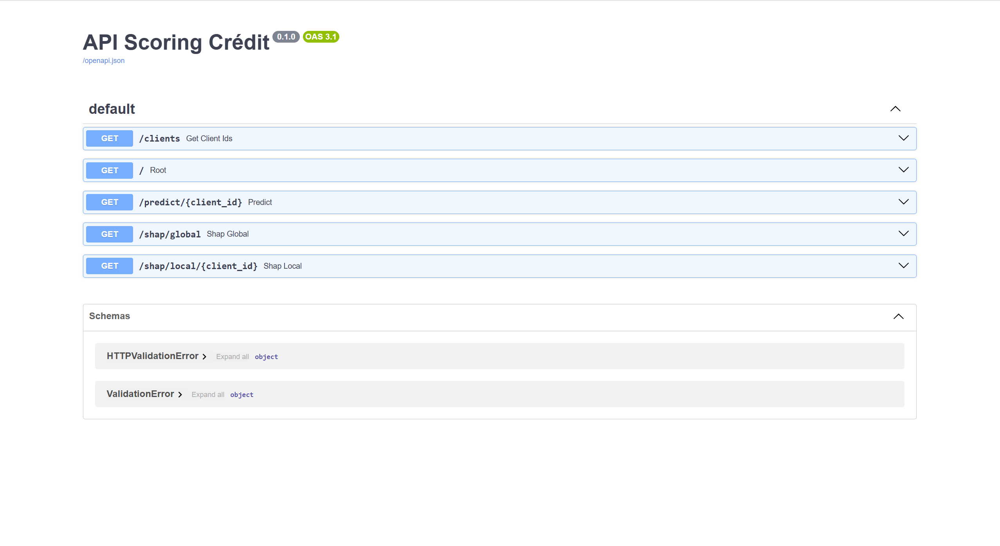 API Scoring Crédit 0.1.0 OAS 3.1
/openapi.json
default
GET /clients Get Client Ids
GET / Root
GET /predict/{client_id} Predict
GET /shap/global Shap Global
GET /shap/local/{client_id} Shap Local
Schemas
HTTPValidationError Expand all object
ValidationError Expand all object